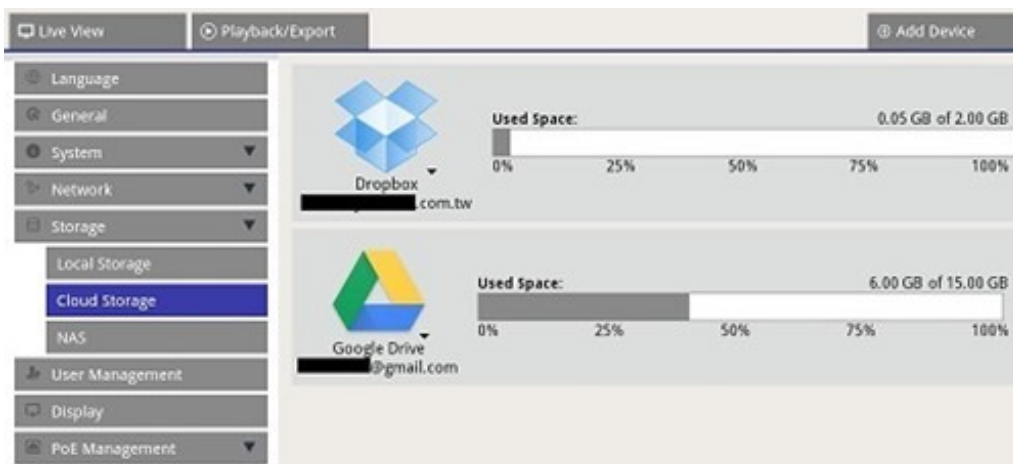 Live View
Playback/Export
Add Device
Language
General
System
Network
Storage
Local Storage
Cloud Storage
NAS
User Management
Display
PoE Management
Used Space: 0.05 GB of 2.00 GB
0% 25% 50% 75% 100%
Dropbox
.com.tw
Used Space: 6.00 GB of 15.00 GB
0% 25% 50% 75% 100%
Google Drive
@gmail.com